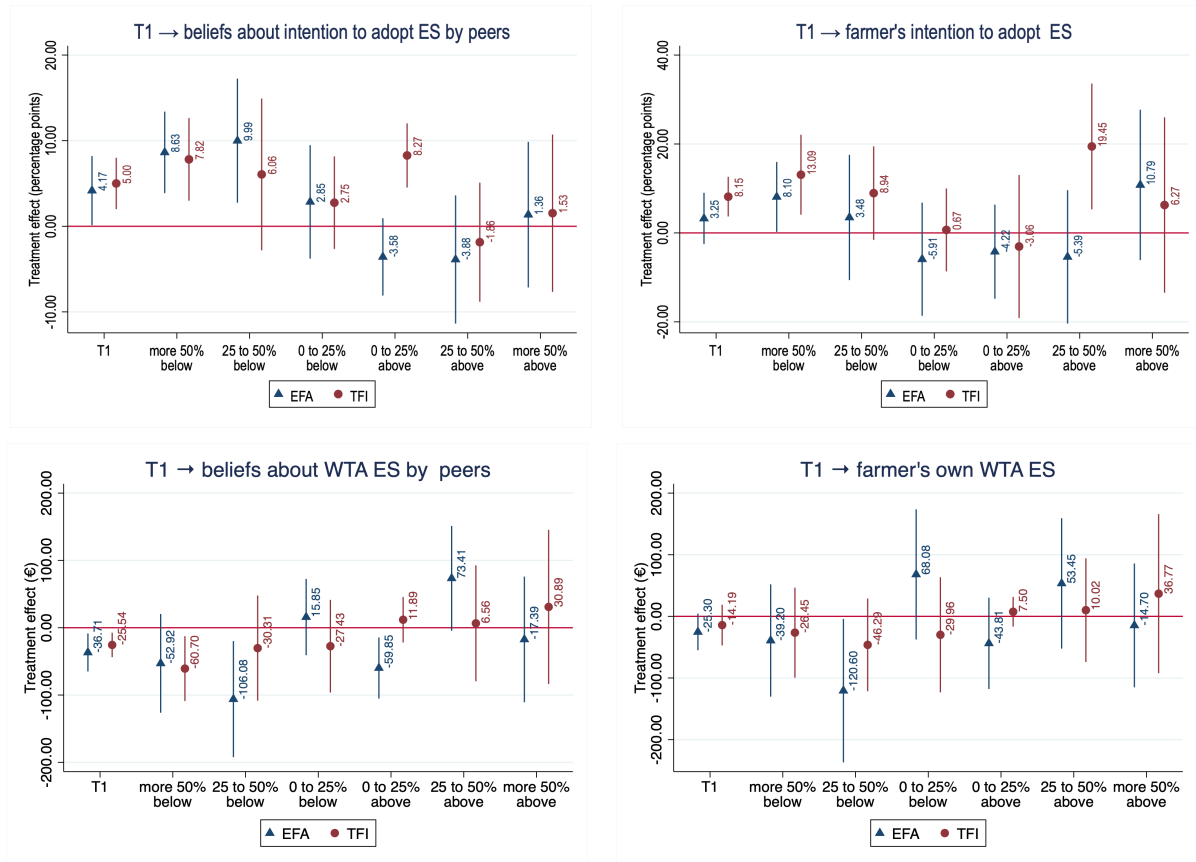 T1 → beliefs about intention to adopt ES by peers
Treatment effect (percentage points)
20.00
10.00
0.00
-10.00
4.17
5.00
8.63
7.82
9.99
6.06
2.85
2.75
-3.58
8.27
-3.88
-1.86
1.36
1.53
T1
more 50% below
25 to 50% below
0 to 25% below
0 to 25% above
25 to 50% above
more 50% above
EFA TFI
T1 → farmer's intention to adopt ES
Treatment effect (percentage points)
40.00
20.00
0.00
-20.00
3.25
8.15
8.10
13.09
3.48
8.94
-5.91
0.67
-4.22
-3.06
-5.39
19.45
10.79
6.27
T1
more 50% below
25 to 50% below
0 to 25% below
0 to 25% above
25 to 50% above
more 50% above
EFA TFI
T1 → beliefs about WTA ES by peers
Treatment effect (€)
200.00
100.00
0.00
-100.00
-200.00
-36.71
-25.54
-52.92
-60.70
-106.08
-30.31
15.85
-27.43
-59.85
11.89
73.41
6.56
-17.39
30.89
T1
more 50% below
25 to 50% below
0 to 25% below
0 to 25% above
25 to 50% above
more 50% above
EFA TFI
T1 → farmer's own WTA ES
Treatment effect (€)
200.00
100.00
0.00
-100.00
-200.00
-25.30
-14.19
-39.20
-26.45
-120.60
-46.29
68.08
-29.96
-43.81
7.50
53.45
10.02
-14.70
36.77
T1
more 50% below
25 to 50% below
0 to 25% below
0 to 25% above
25 to 50% above
more 50% above
EFA TFI